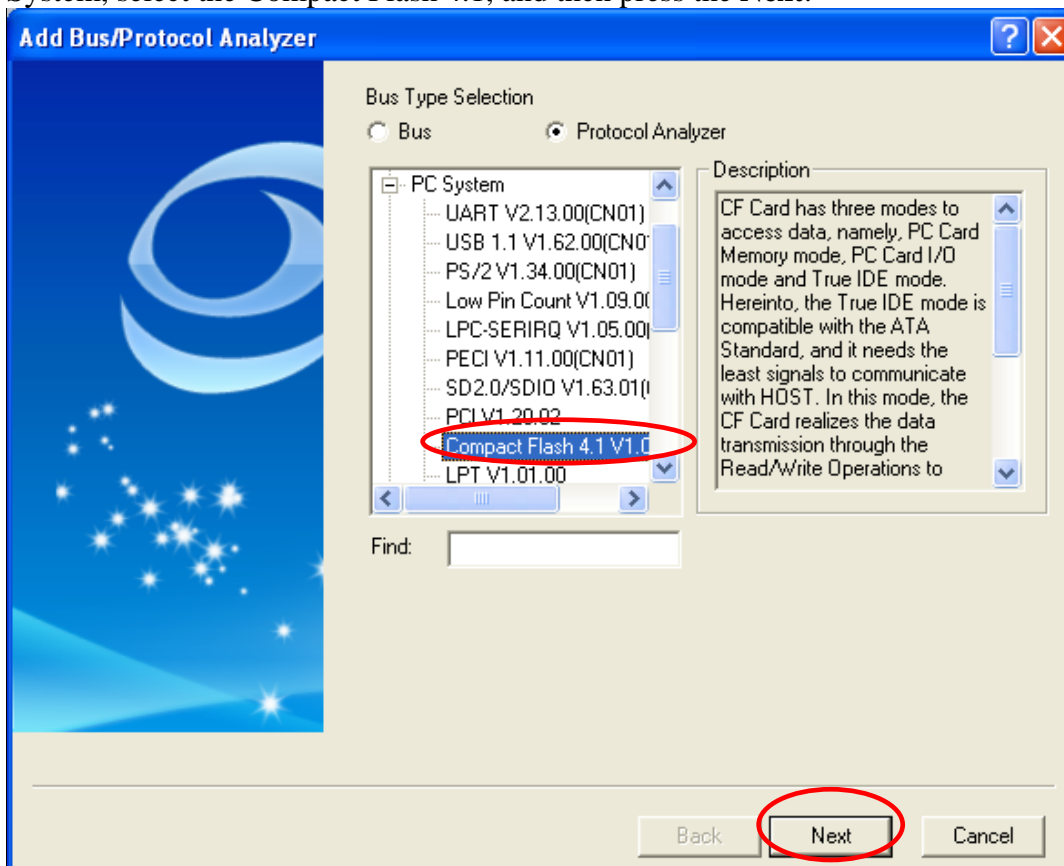 System, select the Compact Flash 4.1, and then press the Next.
Add Bus/Protocol Analyzer
Bus Type Selection
Bus Protocol Analyzer
PC System
UART V2.13.00(CN01)
USB 1.1 V1.62.00(CN0
PS/2 V1.34.00(CN01)
Low Pin Count V1.09.0(
LPC-SERIRQ V1.05.00(
PECI V1.11.00(CN01)
SD2.0/SDIO V1.63.01(
PCI V1.20.02
Compact Flash 4.1 V1.0
LPT V1.01.00
Description
CF Card has three modes to
access data, namely, PC Card
Memory mode, PC Card I/O
mode and True IDE mode.
Hereinto, the True IDE mode is
compatible with the ATA
Standard, and it needs the
least signals to communicate
with HOST. In this mode, the
CF Card realizes the data
transmission through the
Read/Write Operations to
Find:
Back Next Cancel